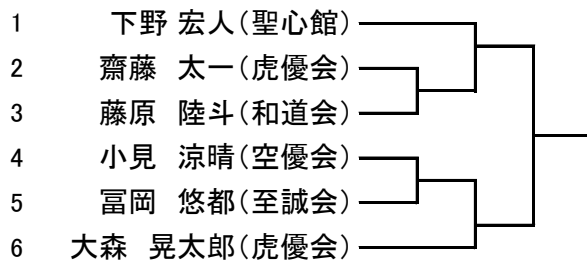 1 下野 宏人(聖心館)
2 齋藤 太一(虎優会)
3 藤原 陸斗(和道会)
4 小見 涼晴(空優会)
5 冨岡 悠都(至誠会)
6 大森 晃太郎(虎優会)